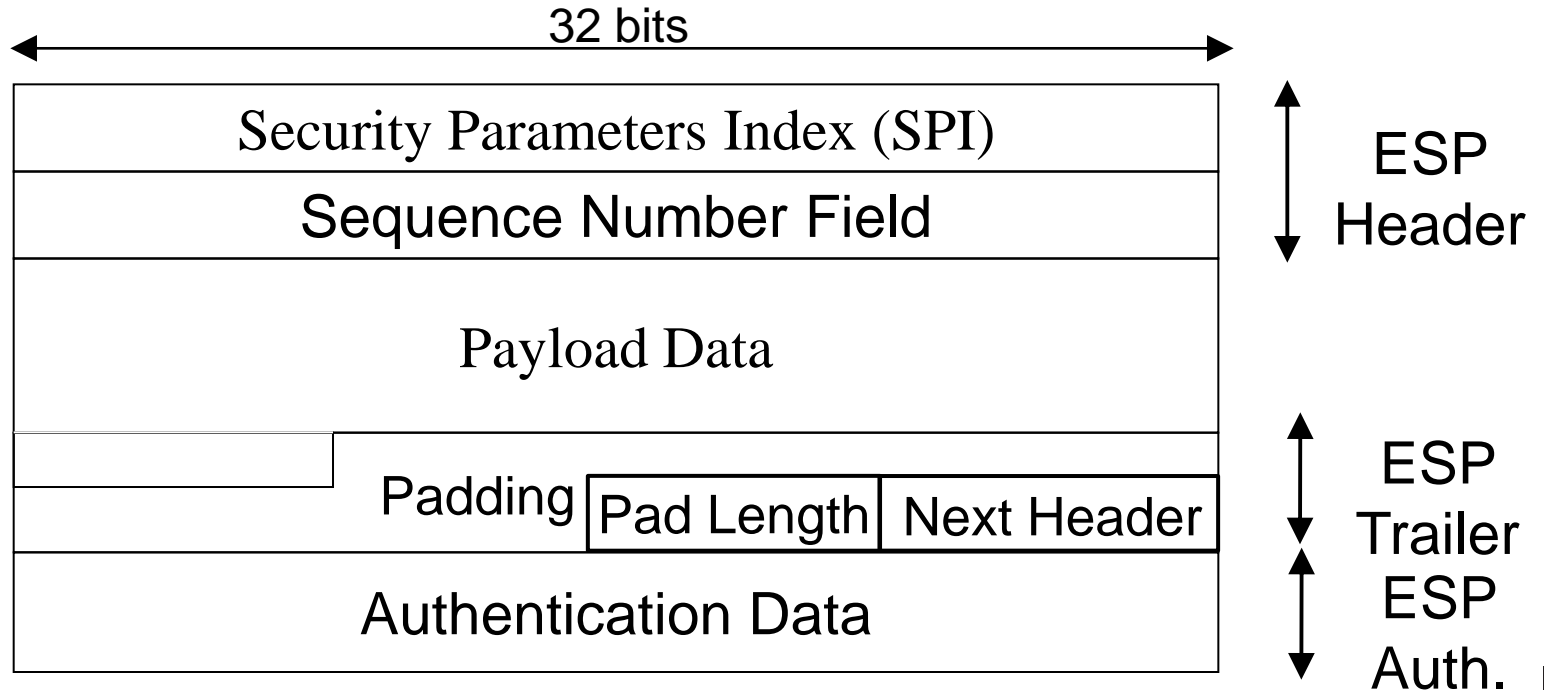 32 bits
Security Parameters Index (SPI)
ESP
Header
Sequence Number Field
Payload Data
ESP
Trailer
Padding
Pad Length
Next Header
Authentication Data
ESP
Auth.